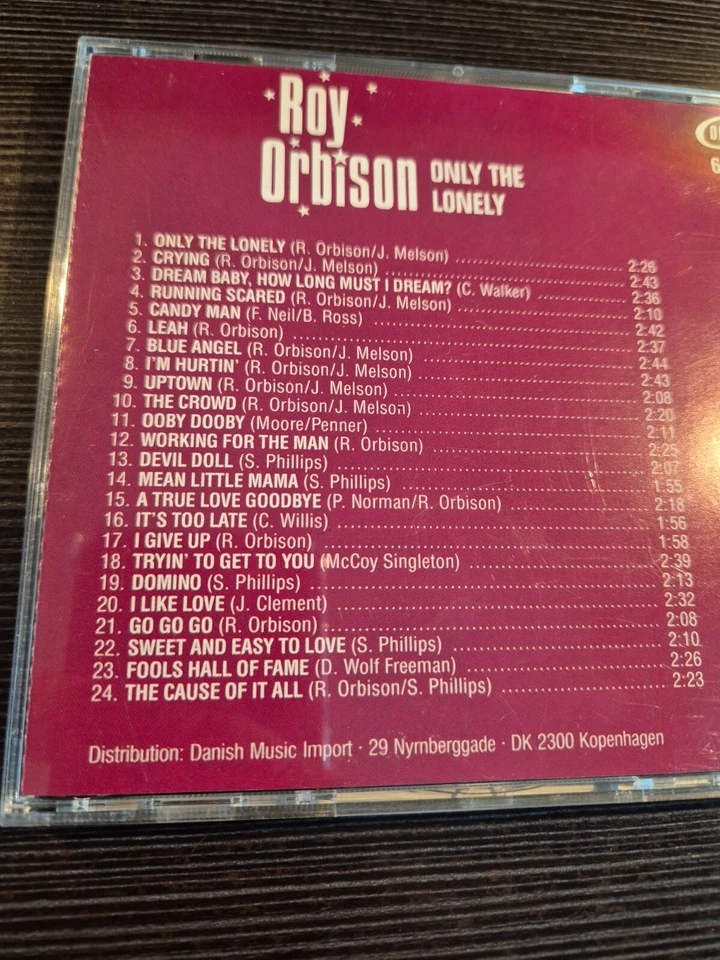 Roy
Orbison
ONLY THE
LONELY
1. ONLY THE LONELY (R. Orbison/J. Melson) 2:26
2. CRYING (R. Orbison/J. Melson) 2:43
3. DREAM BABY, HOW LONG MUST I DREAM? (C. Walker) 2:36
4. RUNNING SCARED (R. Orbison/J. Melson) 2:10
5. CANDY MAN (F. Neil/B. Ross) 2:42
6. LEAH (R. Orbison) 2:37
7. BLUE ANGEL (R. Orbison/J. Melson) 2:44
8. I'M HURTIN' (R. Orbison/J. Melson) 2:43
9. UPTOWN (R. Orbison/J. Melson) 2:08
10. THE CROWD (R. Orbison/J. Melson) 2:20
11. OOBY DOOBY (Moore/Penner) 2:11
12. WORKING FOR THE MAN (R. Orbison) 2:25
13. DEVIL DOLL (S. Phillips) 2:07
14. MEAN LITTLE MAMA (S. Phillips) 1:55
15. A TRUE LOVE GOODBYE (P. Norman/R. Orbison) 2:18
16. IT'S TOO LATE (C. Willis) 1:56
17. I GIVE UP (R. Orbison) 1:58
18. TRYIN' TO GET TO YOU (McCoy Singleton) 2:39
19. DOMINO (S. Phillips) 2:13
20. I LIKE LOVE (J. Clement) 2:32
21. GO GO GO (R. Orbison) 2:08
22. SWEET AND EASY TO LOVE (S. Phillips) 2:10
23. FOOLS HALL OF FAME (D. Wolf Freeman) 2:26
24. THE CAUSE OF IT ALL (R. Orbison/S. Phillips) 2:23
Distribution: Danish Music Import · 29 Nyrnberggade · DK 2300 Kopenhagen